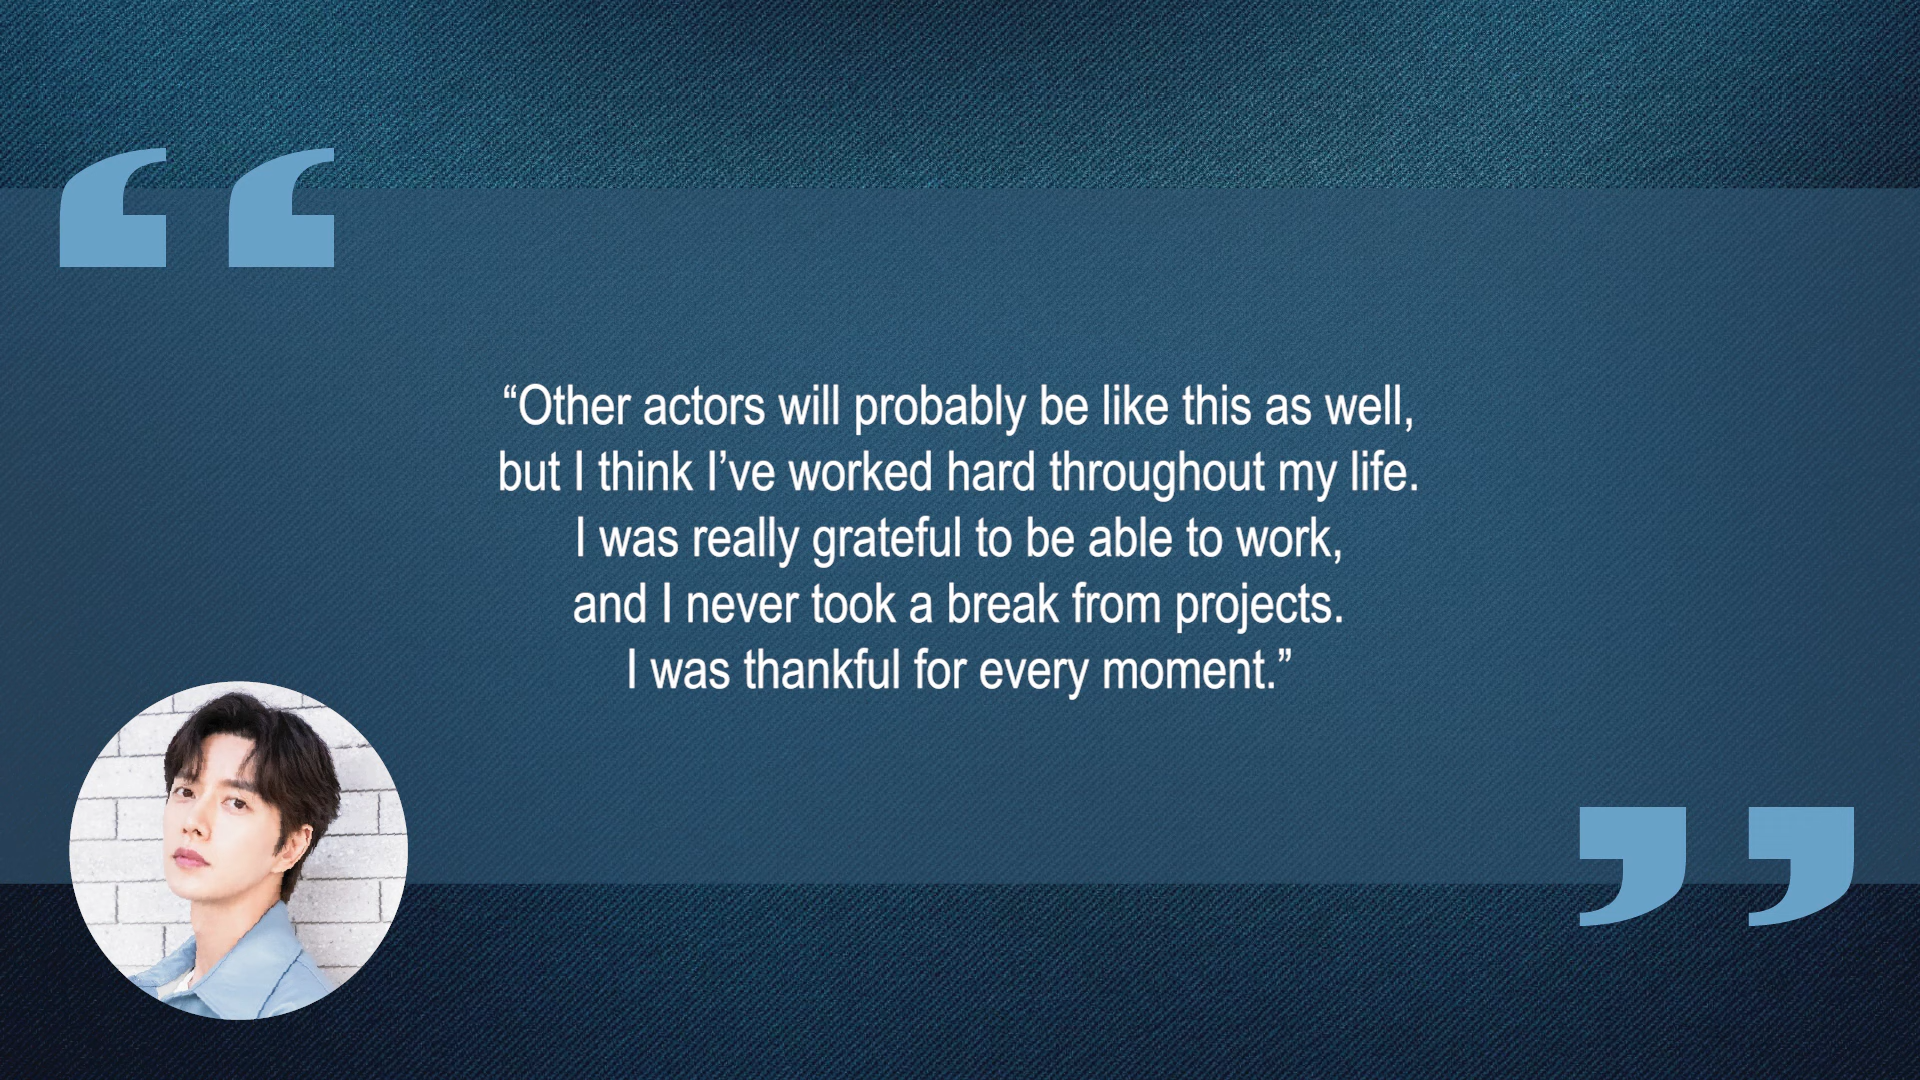 “Other actors will probably be like this as well,
but I think I’ve worked hard throughout my life.
I was really grateful to be able to work,
and I never took a break from projects.
I was thankful for every moment.”